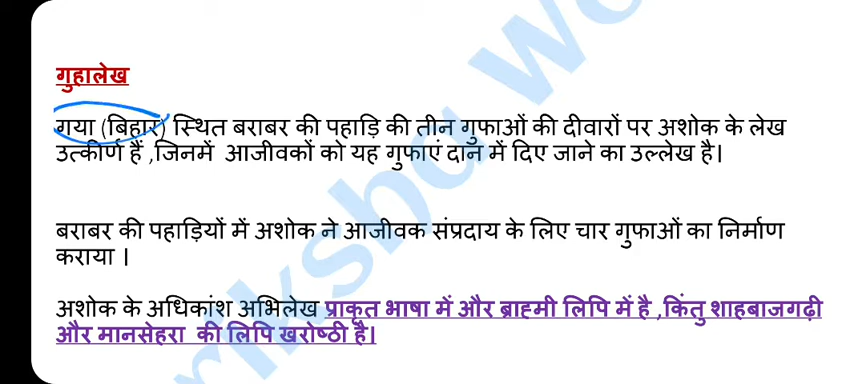 गुहालेख
गया (बिहार) स्थित बराबर की पहाड़ि की तीन गुफाओं की दीवारों पर अशोक के लेख
उत्कीर्ण हैं ,जिनमें आजीवकों को यह गुफाएं दान में दिए जाने का उल्लेख है।
बराबर की पहाड़ियों में अशोक ने आजीवक संप्रदाय के लिए चार गुफाओं का निर्माण
कराया ।
अशोक के अधिकांश अभिलेख प्राकृत भाषा में और ब्राह्मी लिपि में है ,किंतु शाहबाजगढ़ी
और मानसेहरा की लिपि खरोष्ठी है।